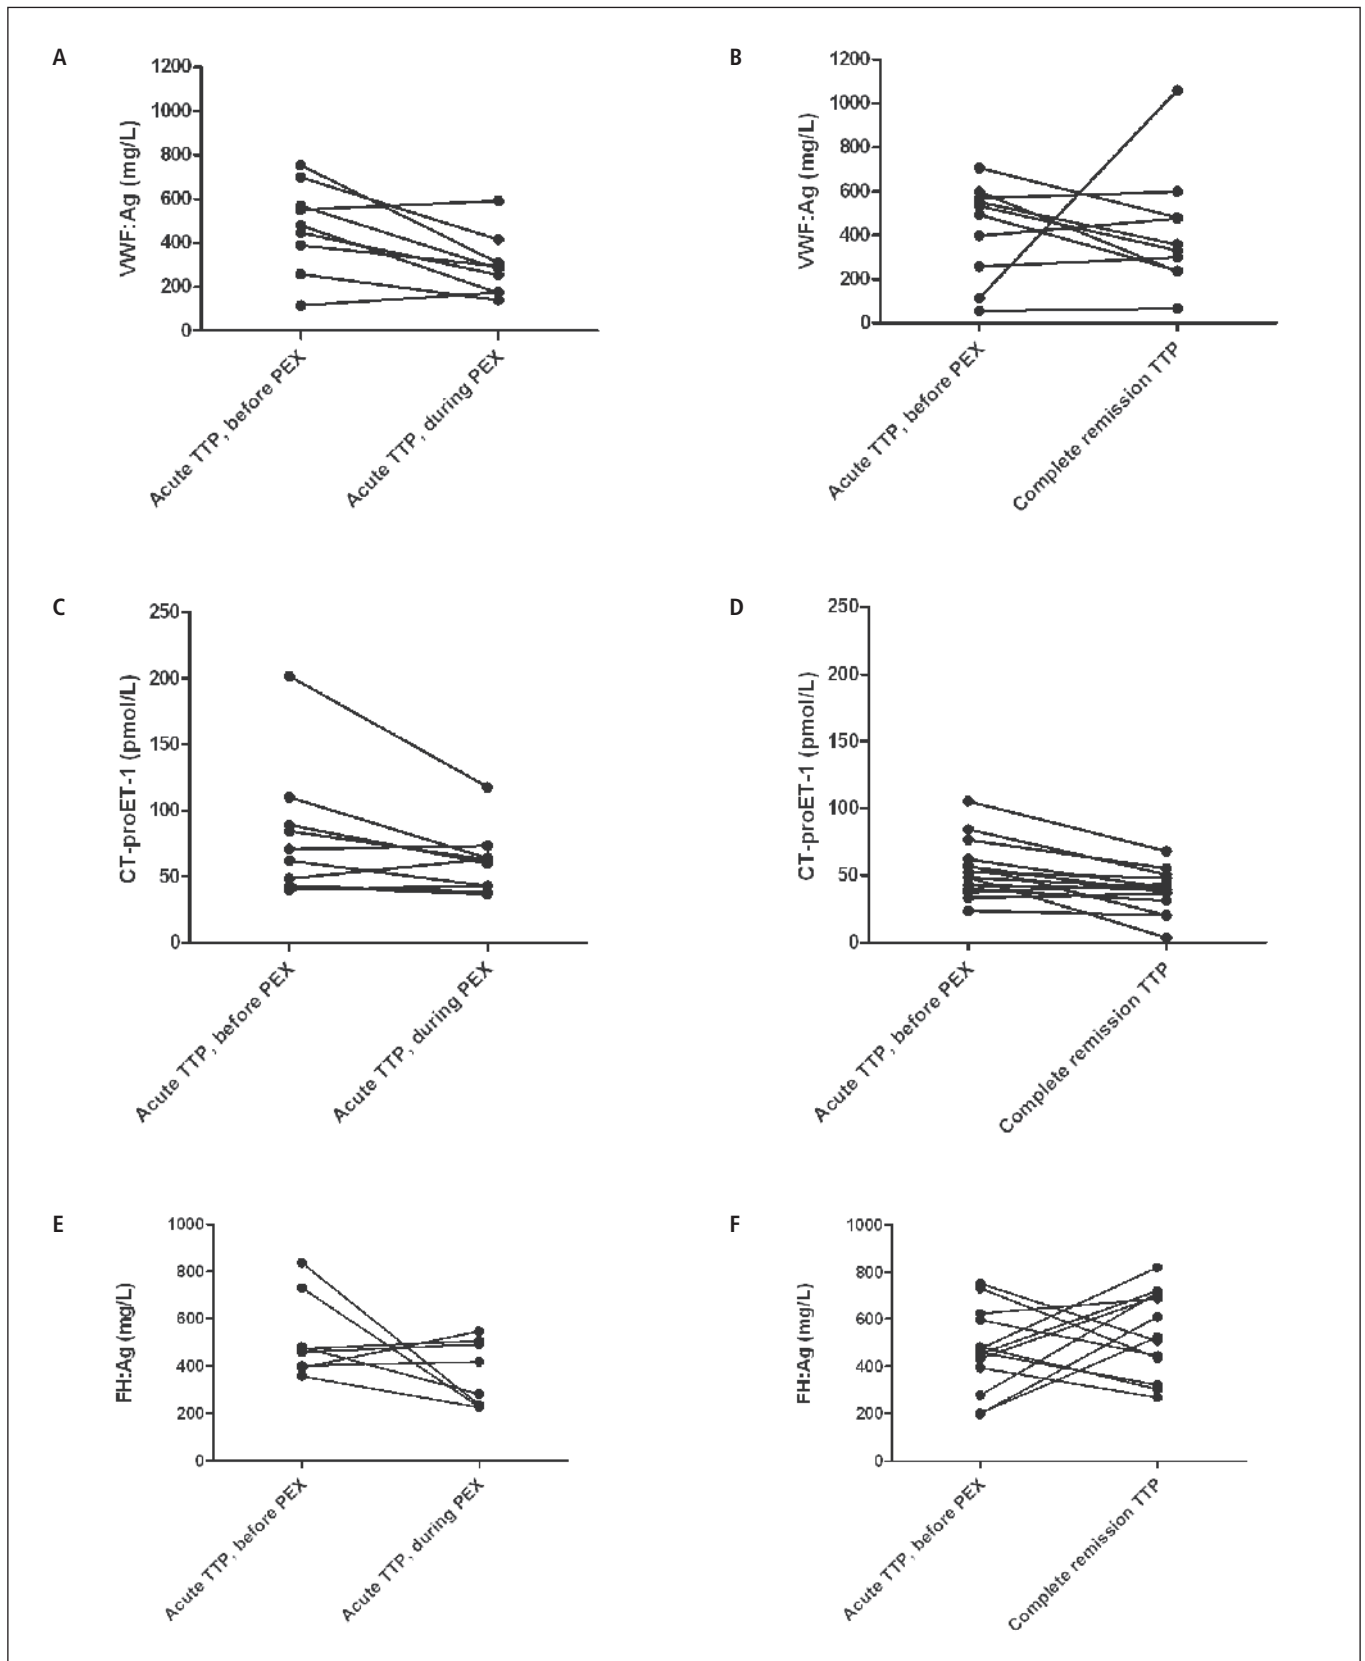 A
1200
1000
800
600
400
200
0
VWF:Ag (mg/L)
Acute TTP, before PEX
Acute TTP, during PEX
B
1200
1000
800
600
400
200
0
VWF:Ag (mg/L)
Acute TTP, before PEX
Complete remission TTP
C
250
200
150
100
50
0
CT-proET-1 (pmol/L)
Acute TTP, before PEX
Acute TTP, during PEX
D
250
200
150
100
50
0
CT-proET-1 (pmol/L)
Acute TTP, before PEX
Complete remission TTP
E
1000
800
600
400
200
0
FH:Ag (mg/L)
Acute TTP, before PEX
Acute TTP, during PEX
F
1000
800
600
400
200
0
FH:Ag (mg/L)
Acute TTP, before PEX
Complete remission TTP